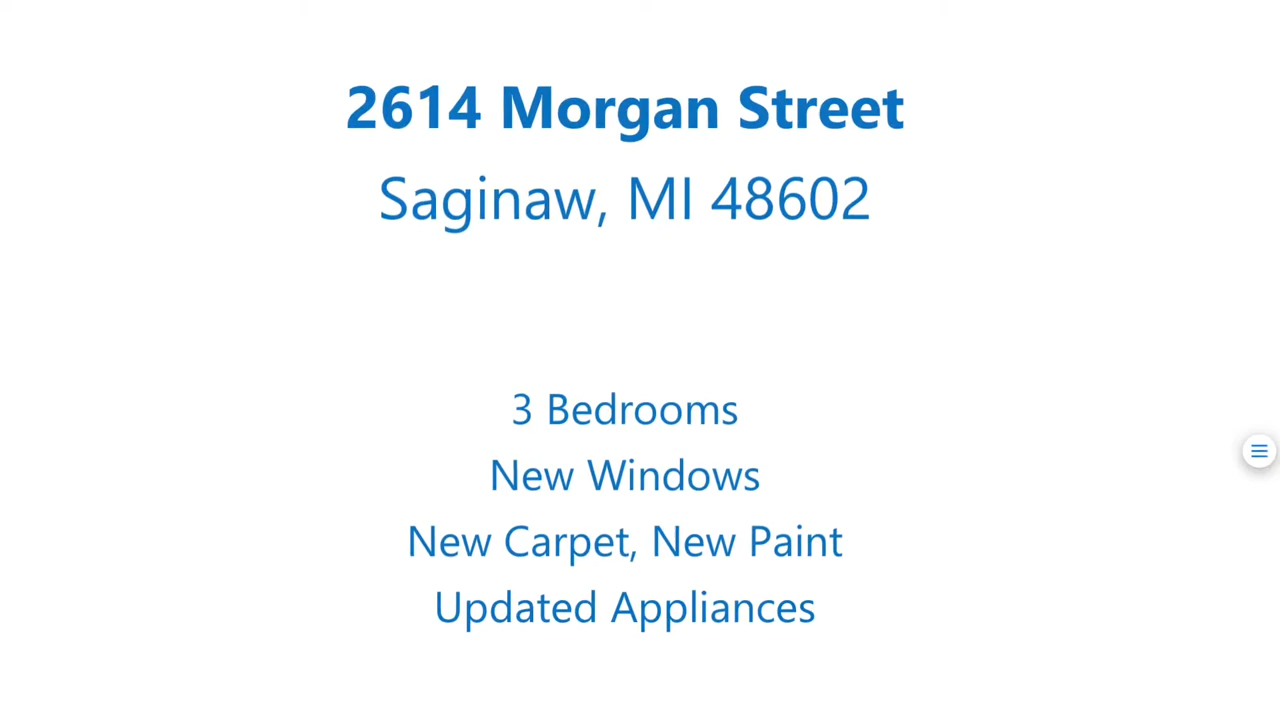 2614 Morgan Street
Saginaw, MI 48602
3 Bedrooms
New Windows
New Carpet, New Paint
Updated Appliances